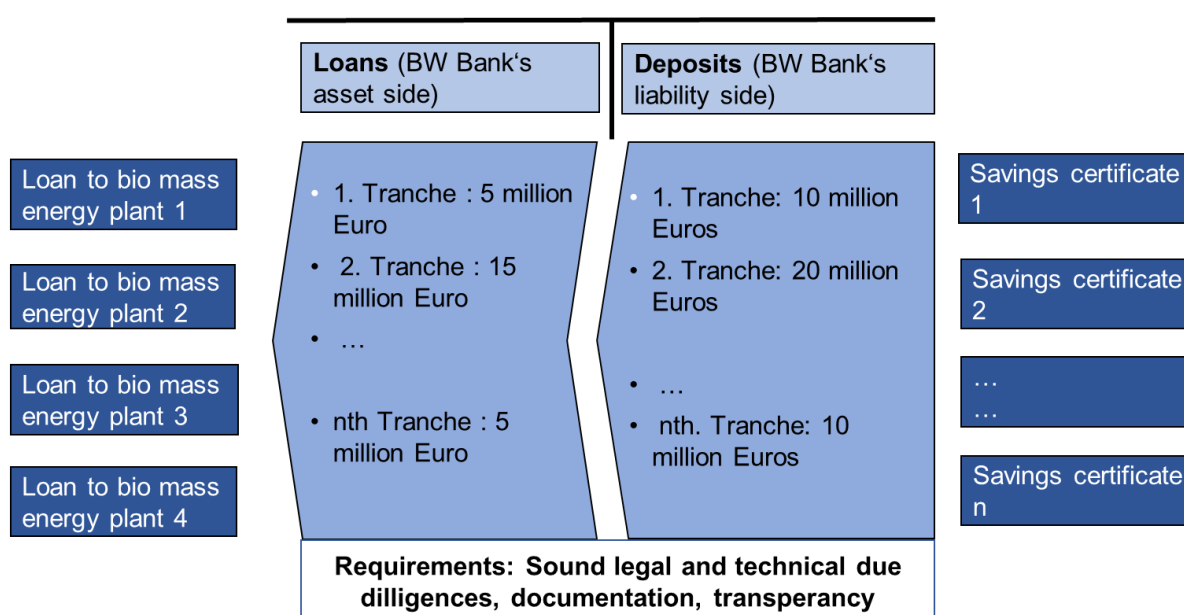 Loans (BW Bank‘s
asset side)
Deposits (BW Bank‘s
liability side)
Loan to bio mass
energy plant 1
Loan to bio mass
energy plant 2
Loan to bio mass
energy plant 3
Loan to bio mass
energy plant 4
• 1. Tranche : 5 million
Euro
• 2. Tranche : 15
million Euro
• …
• nth Tranche : 5
million Euro
• 1. Tranche: 10 million
Euros
• 2. Tranche: 20 million
Euros
• …
• nth. Tranche: 10
million Euros
Savings certificate
1
Savings certificate
2
…
…
Savings certificate
n
Requirements: Sound legal and technical due
dilligences, documentation, transperancy